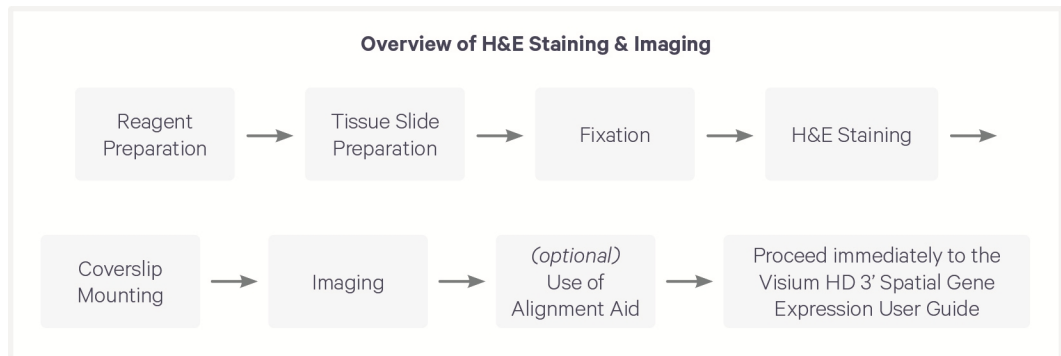 Overview of H&E Staining & Imaging
Reagent
Preparation
Tissue Slide
Preparation
Fixation
H&E Staining
Coverslip
Mounting
Imaging
(optional)
Use of
Alignment Aid
Proceed immediately to the
Visium HD 3’ Spatial Gene
Expression User Guide